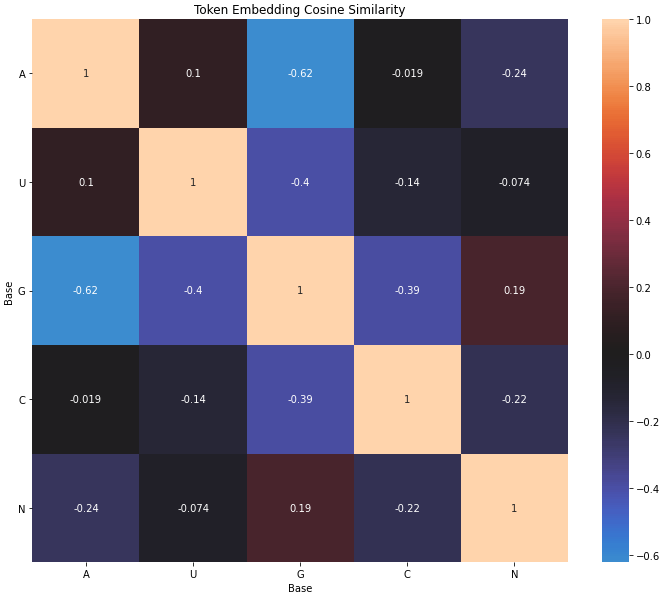 Token Embedding Cosine Similarity
A 1 0.1 -0.62 -0.019 -0.24
U 0.1 1 -0.4 -0.14 -0.074
G -0.62 -0.4 1 -0.39 0.19
C -0.019 -0.14 -0.39 1 -0.22
N -0.24 -0.074 0.19 -0.22 1
A U G C N
Base
Base
1.0
0.8
0.6
0.4
0.2
0.0
−0.2
−0.4
−0.6